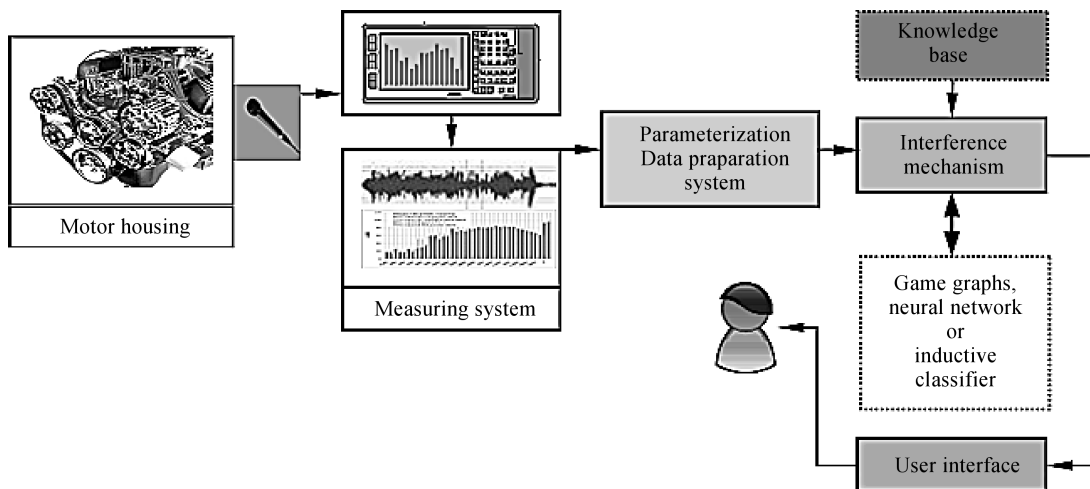 Motor housing
Measuring system
Parameterization
Data praparation
system
Knowledge
base
Interference
mechanism
Game graphs,
neural network
or
inductive
classifier
User interface